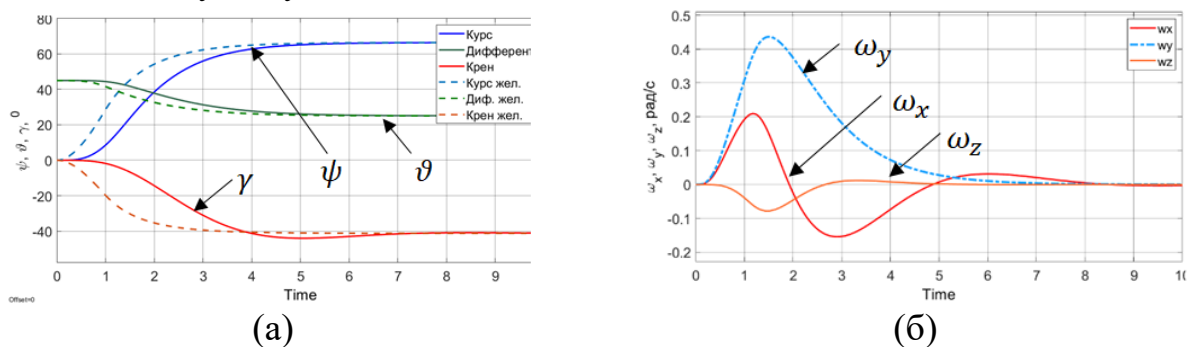 80
60
40
20
0
-20
-40
ψ, ϑ, γ, 0
0 1 2 3 4 5 6 7 8
Time
Offset=0
Курс
Дифферент
Крен
Курс жел.
Диф. жел.
Крен жел.
γ
ψ
ϑ
(а)
0.5
0.4
0.3
0.2
0.1
0
-0.1
-0.2
ωx, ωy, ωz, рад/с
0 1 2 3 4 5 6 7 8 9 10
Time
wx
wy
wz
ωy
ωx
ωz
(б)